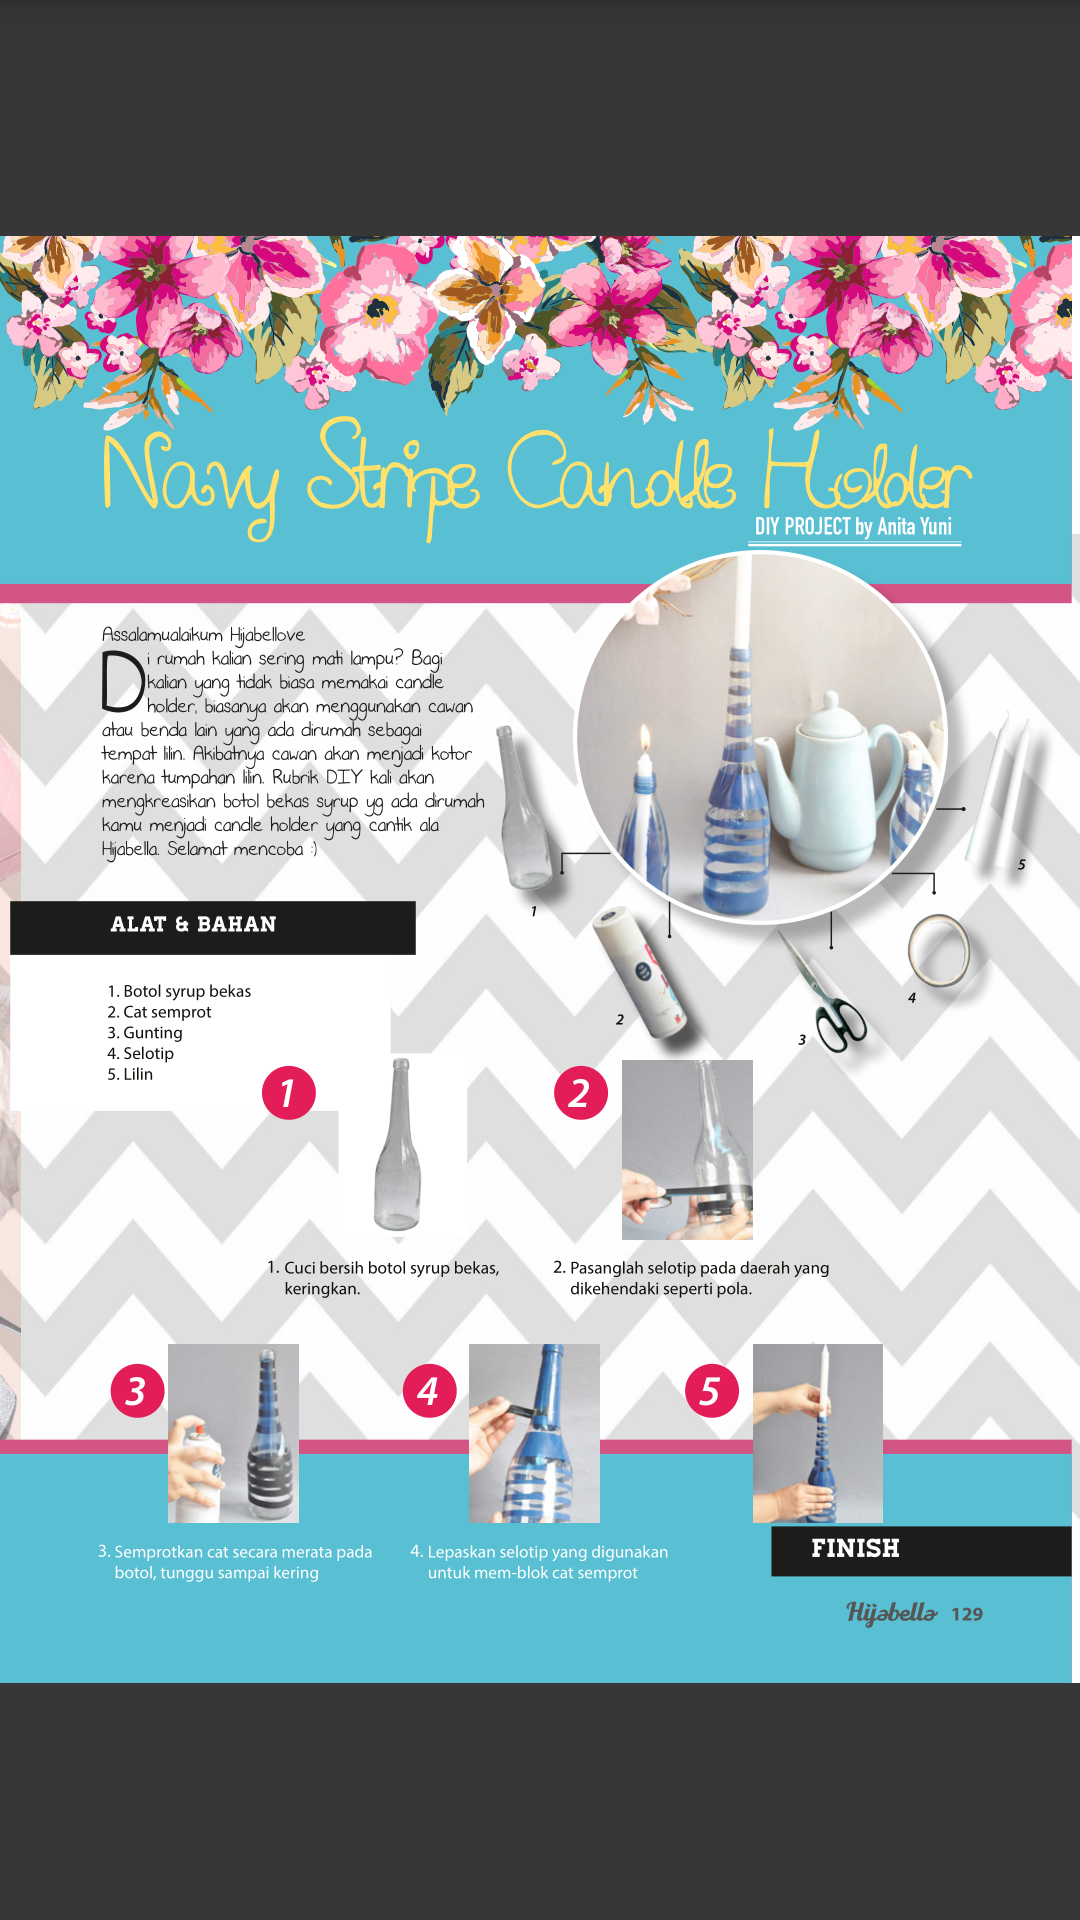 Navy Stripe Candle Holder
DIY PROJECT by Anita Yuni
Assalamualaikum Hijabellove
Di rumah kalian sering mati lampu? Bagi
kalian yang tidak biasa memakai candle
holder, biasanya akan menggunakan cawan
atau benda lain yang ada dirumah sebagai
tempat lilin. Akibatnya cawan akan menjadi kotor
karena tumpahan lilin. Rubrik DIY kali akan
mengkreasikan botol bekas syrup yg ada dirumah
kamu menjadi candle holder yang cantik ala
Hijabella. Selamat mencoba :)
1
2
3
4
5
ALAT & BAHAN
1. Botol syrup bekas
2. Cat semprot
3. Gunting
4. Selotip
5. Lilin
1
1. Cuci bersih botol syrup bekas,
keringkan.
2
2. Pasanglah selotip pada daerah yang
dikehendaki seperti pola.
3
3. Semprotkan cat secara merata pada
botol, tunggu sampai kering
4
4. Lepaskan selotip yang digunakan
untuk mem-blok cat semprot
5
FINISH
Hijabella 129